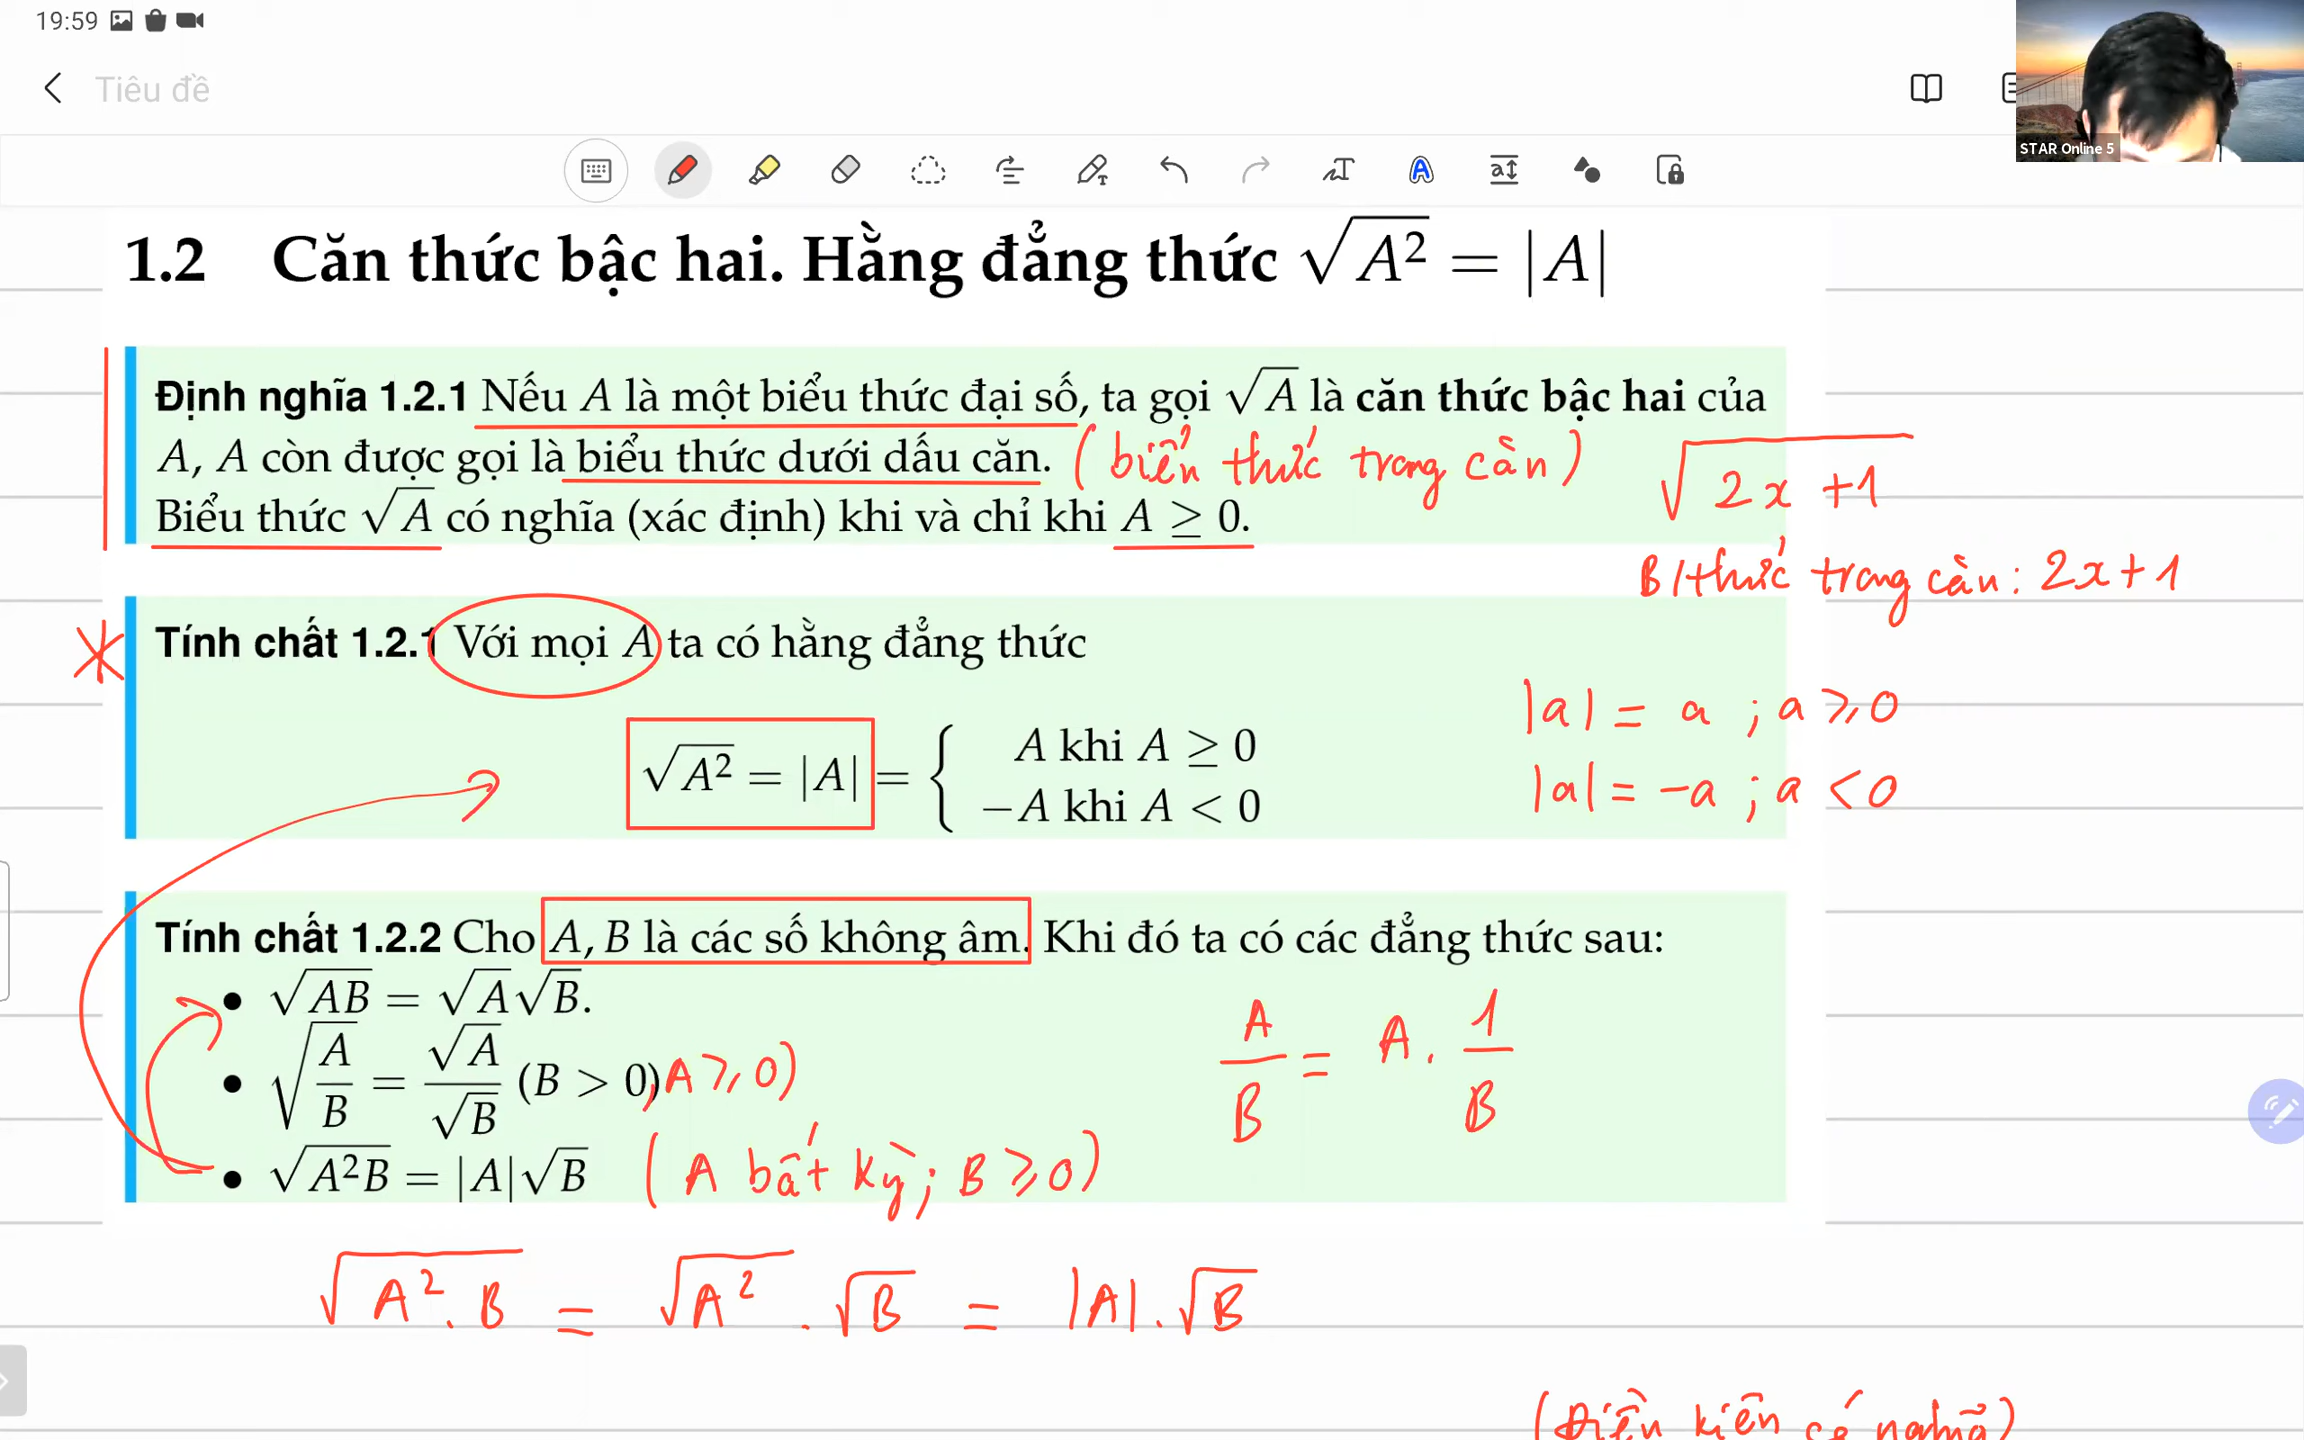 19:59
Tiêu đề
STAR Online 5
1.2 Căn thức bậc hai. Hằng đẳng thức √A² = |A|
Định nghĩa 1.2.1 Nếu A là một biểu thức đại số, ta gọi √A là căn thức bậc hai của
A, A còn được gọi là biểu thức dưới dấu căn. (biển thức trong căn)
√2x+1
Biểu thức √A có nghĩa (xác định) khi và chỉ khi A ≥ 0.
B/thức trong căn: 2x+1
Tính chất 1.2.1 Với mọi A ta có hằng đẳng thức
√A² = |A| = { A khi A ≥ 0
−A khi A < 0
|a| = a ; a ≥ 0
|a| = -a ; a < 0
Tính chất 1.2.2 Cho A, B là các số không âm. Khi đó ta có các đẳng thức sau:
• √AB = √A√B.
• √(A/B) = √A/√B (B > 0), A ≥ 0)
A/B = A . 1/B
• √A²B = |A|√B (A bất kỳ; B ≥ 0)
√A².B = √A² . √B = |A| . √B
(Điều kiện có nghĩa)